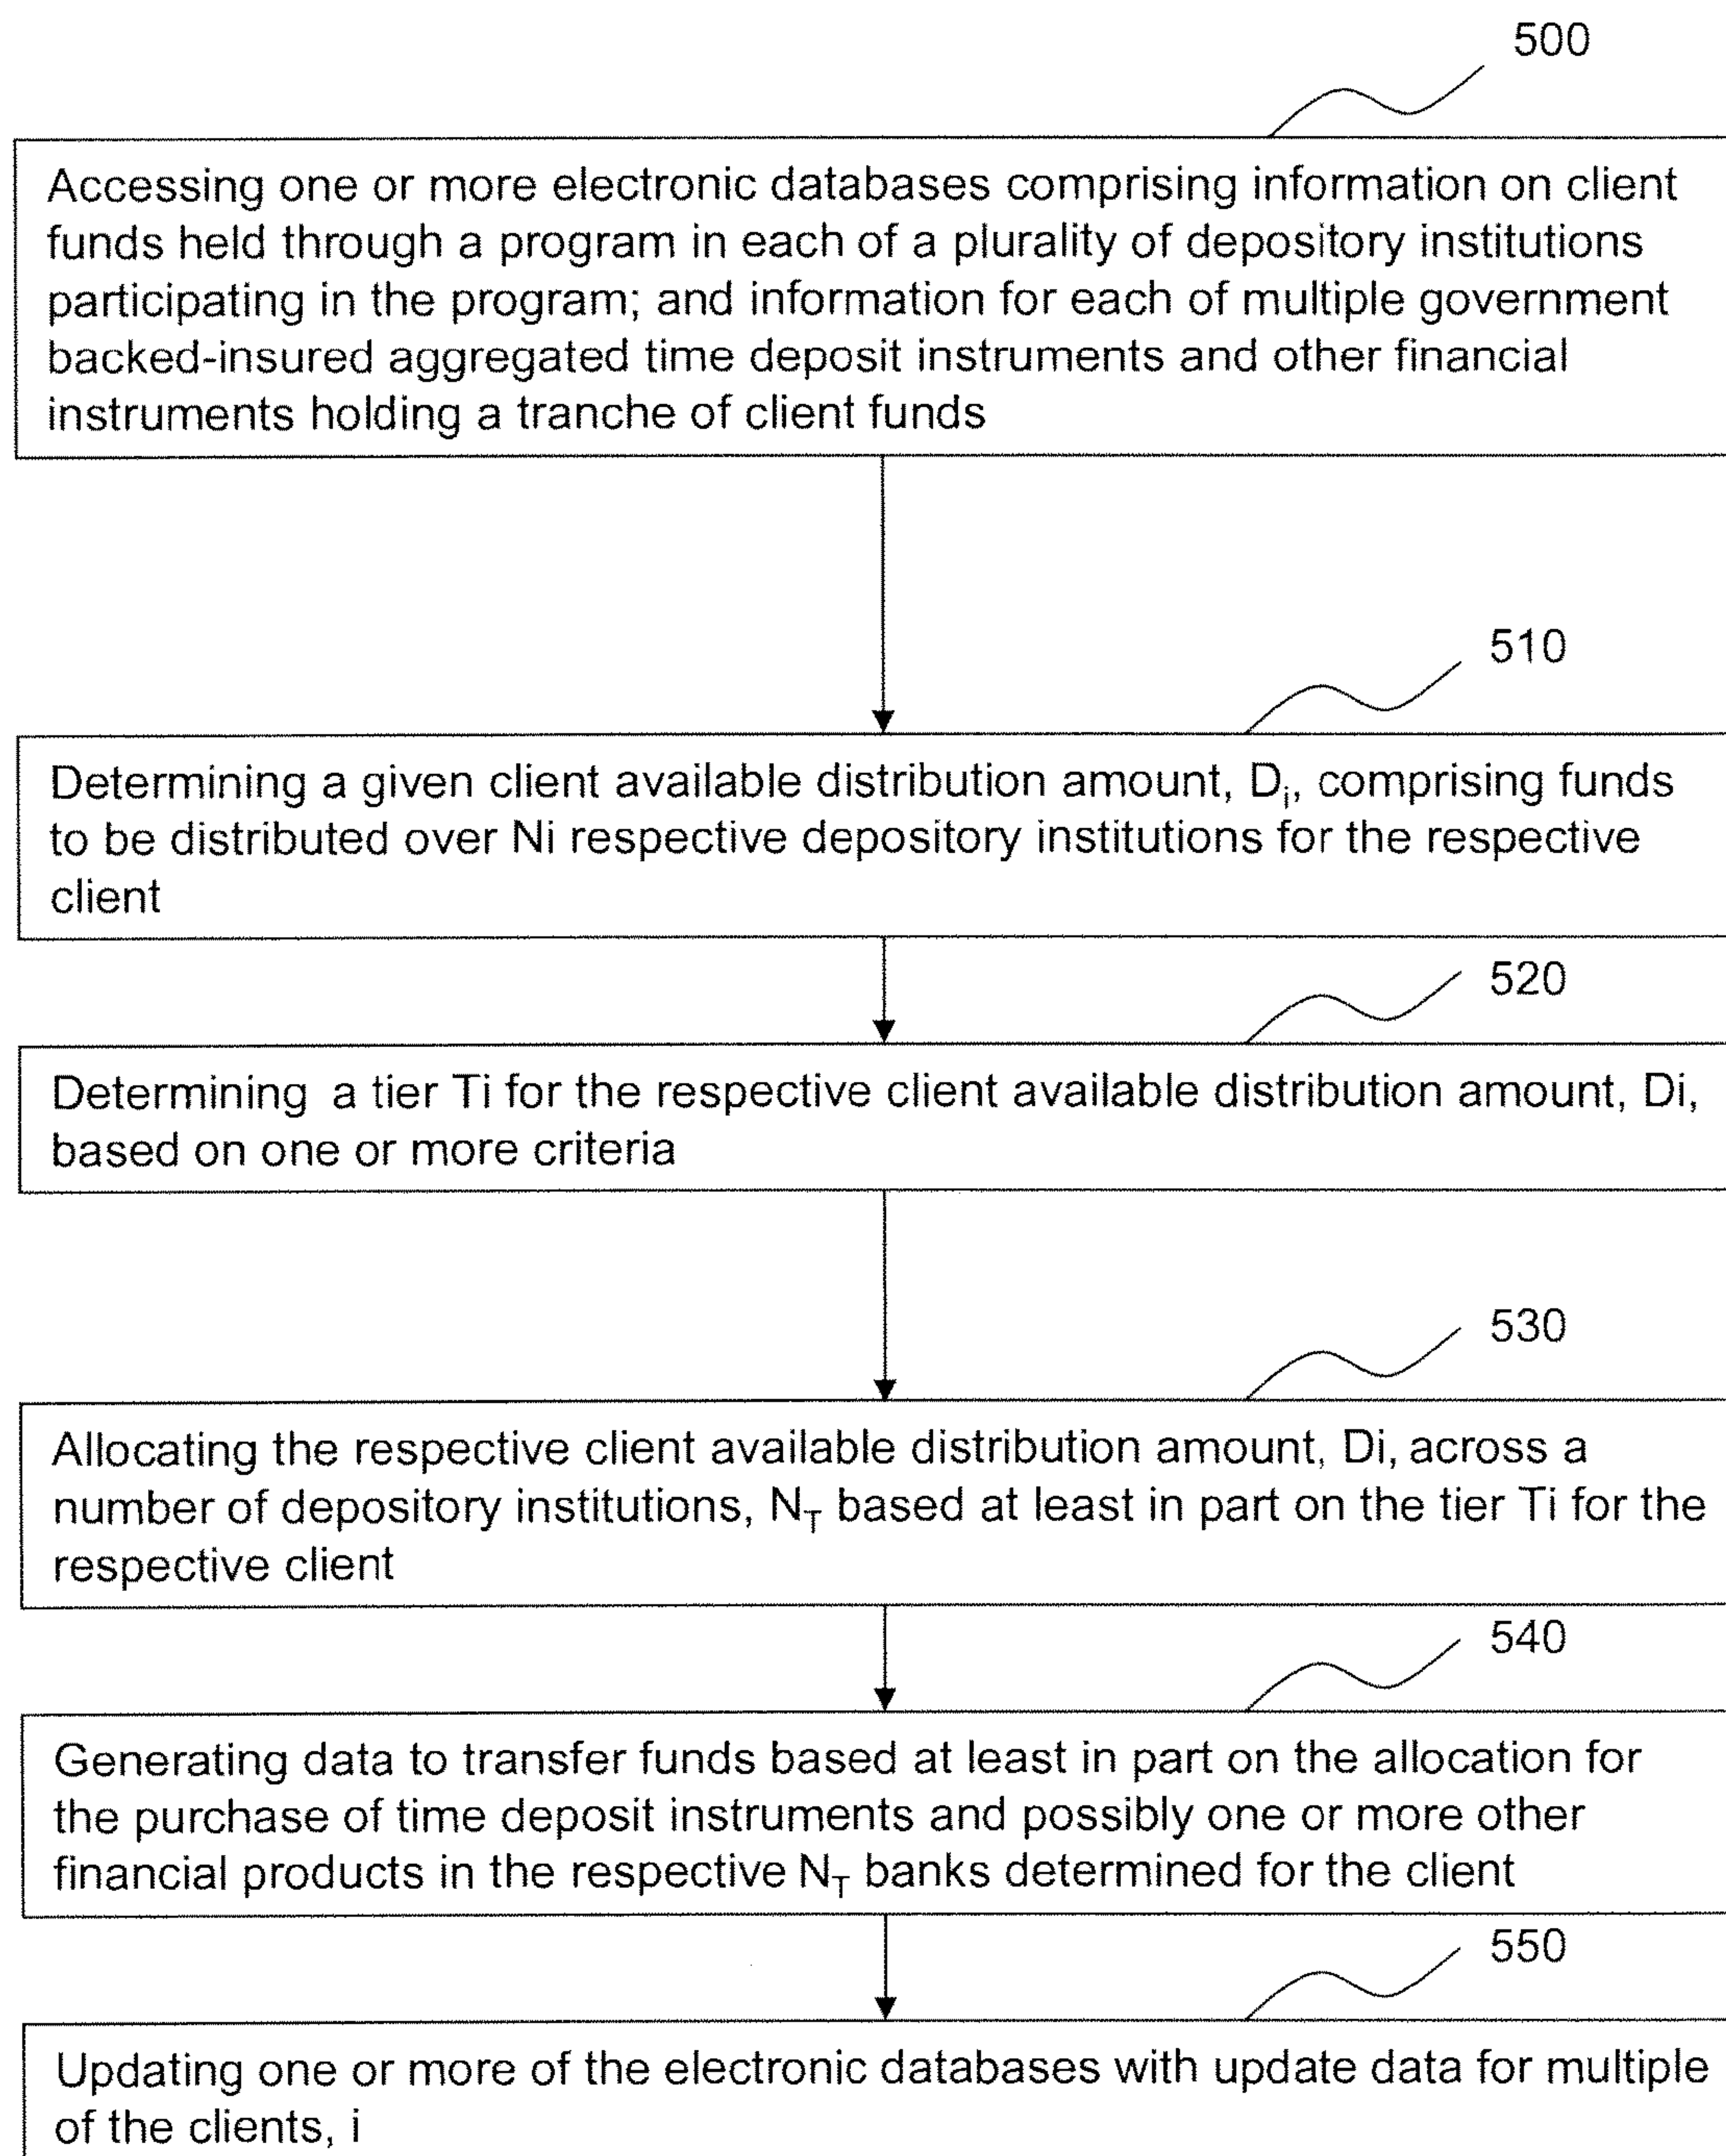 500
Accessing one or more electronic databases comprising information on client
funds held through a program in each of a plurality of depository institutions
participating in the program; and information for each of multiple government
backed-insured aggregated time deposit instruments and other financial
instruments holding a tranche of client funds
510
Determining a given client available distribution amount, Di, comprising funds
to be distributed over Ni respective depository institutions for the respective
client
520
Determining a tier Ti for the respective client available distribution amount, Di,
based on one or more criteria
530
Allocating the respective client available distribution amount, Di, across a
number of depository institutions, NT based at least in part on the tier Ti for the
respective client
540
Generating data to transfer funds based at least in part on the allocation for
the purchase of time deposit instruments and possibly one or more other
financial products in the respective NT banks determined for the client
550
Updating one or more of the electronic databases with update data for multiple
of the clients, i